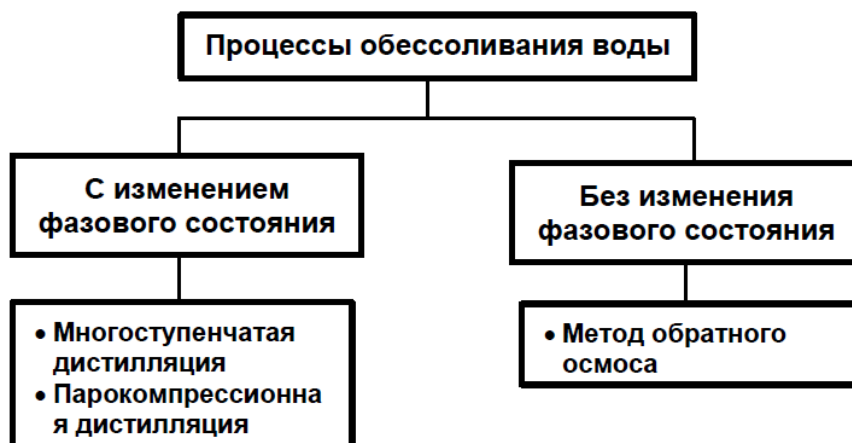 Процессы обессоливания воды
С изменением
фазового состояния
Без изменения
фазового состояния
• Многоступенчатая
дистилляция
• Парокомпрессионна
я дистилляция
• Метод обратного
осмоса